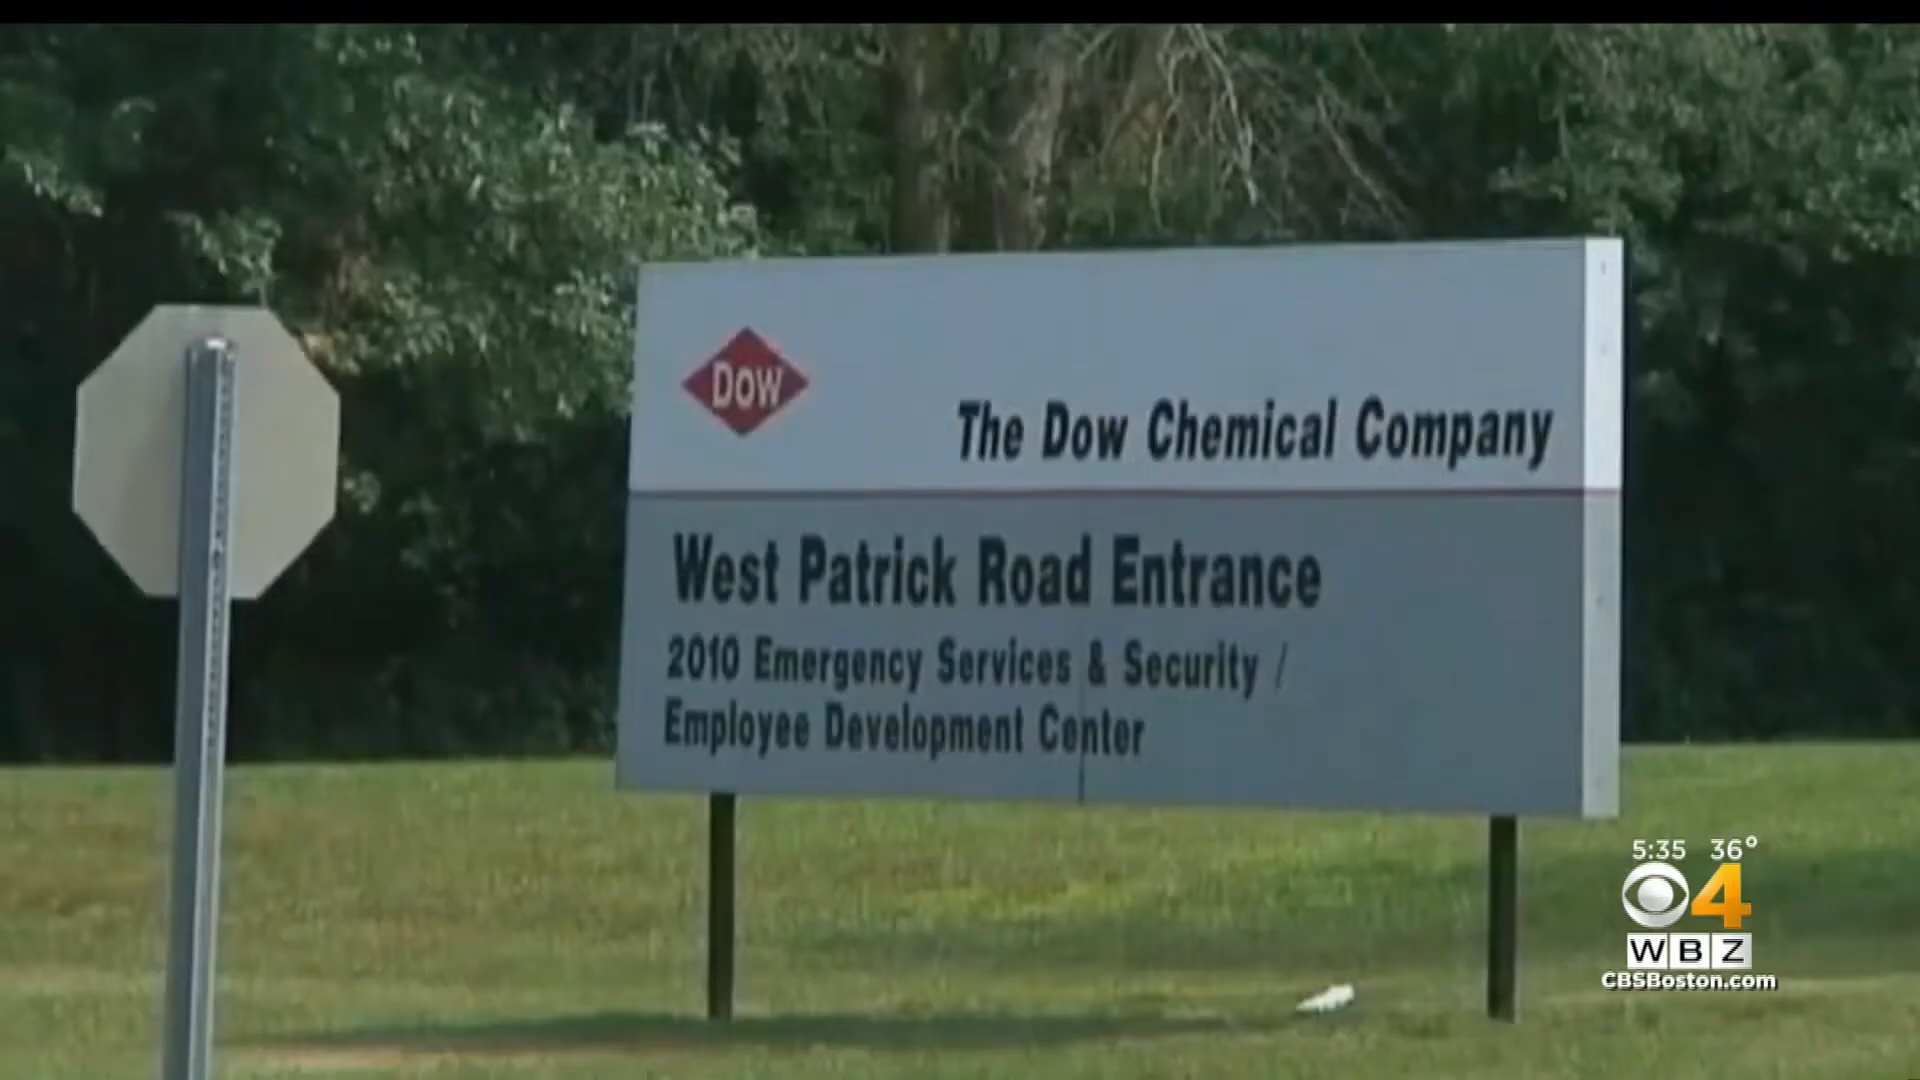 DOW
The Dow Chemical Company
West Patrick Road Entrance
2010 Emergency Services & Security /
Employee Development Center
5:35 36°
4
WBZ
CBSBoston.com